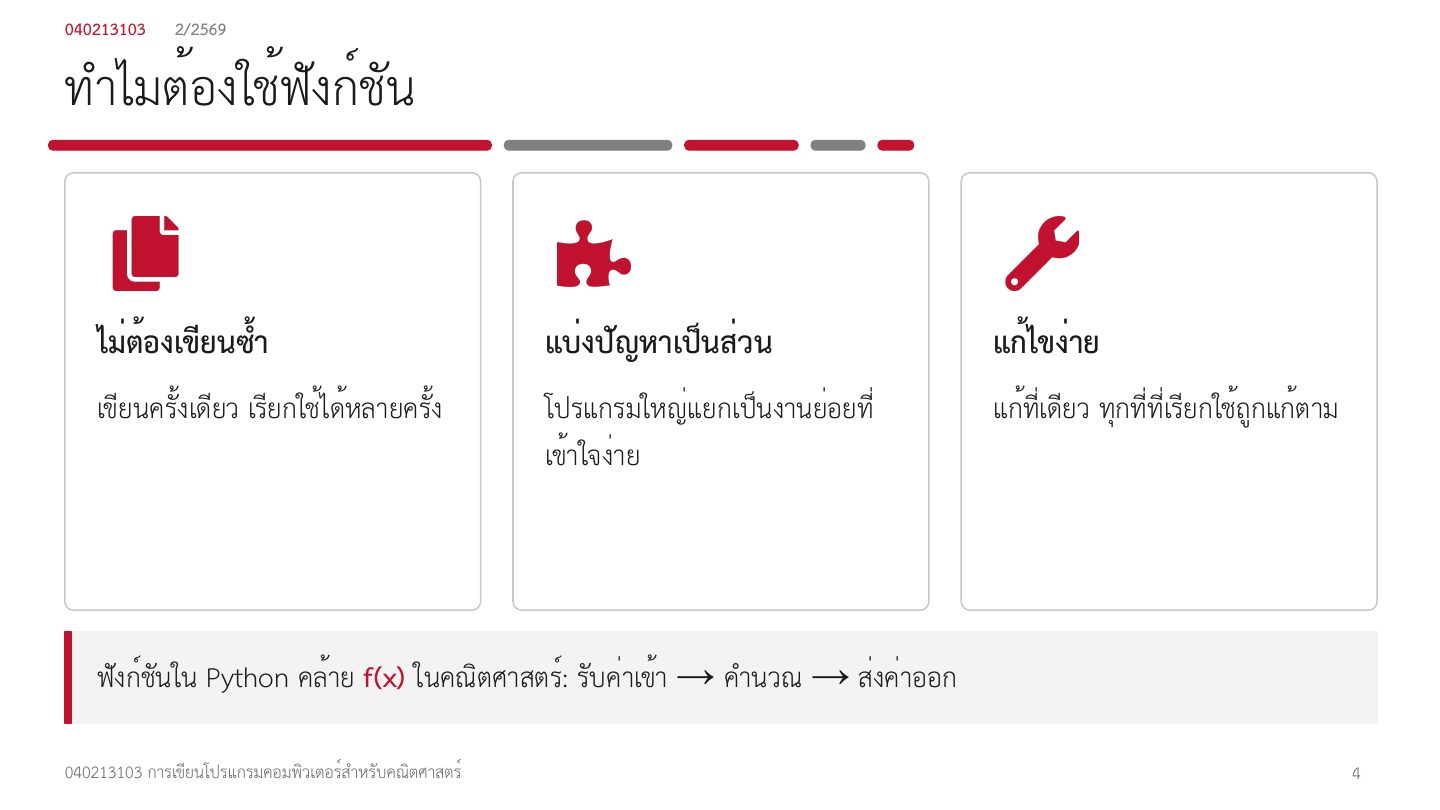 040213103 2/2569
ทำไมต้องใช้ฟังก์ชัน
ไม่ต้องเขียนซ้ำ
เขียนครั้งเดียว เรียกใช้ได้หลายครั้ง
แบ่งปัญหาเป็นส่วน
โปรแกรมใหญ่แยกเป็นงานย่อยที่
เข้าใจง่าย
แก้ไขง่าย
แก้ที่เดียว ทุกที่ที่เรียกใช้ถูกแก้ตาม
ฟังก์ชันใน Python คล้าย f(x) ในคณิตศาสตร์: รับค่าเข้า ⟶ คำนวณ ⟶ ส่งค่าออก
040213103 การเขียนโปรแกรมคอมพิวเตอร์สำหรับคณิตศาสตร์
4